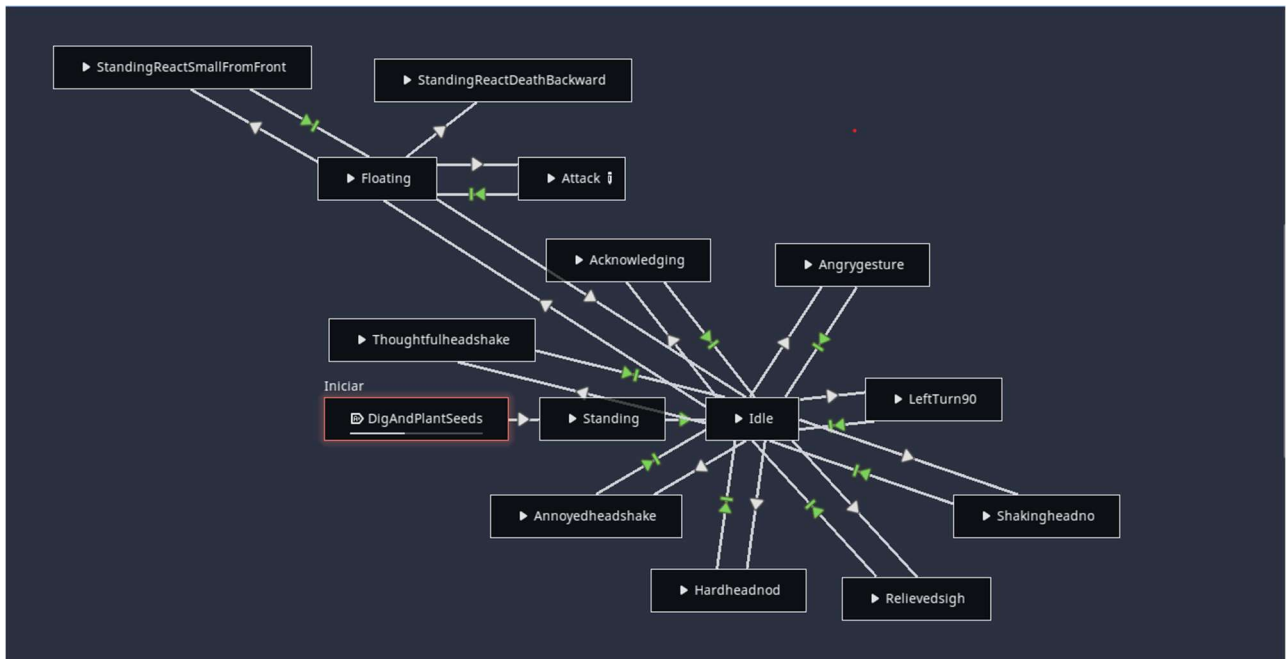 StandingReactSmallFromFront
StandingReactDeathBackward
Floating
Attack
Acknowledging
Angrygesture
Thoughtfulheadshake
Iniciar
LeftTurn90
DigAndPlantSeeds
Standing
Idle
Annoyedheadshake
Shakingheadno
Hardheadnod
Relievedsigh